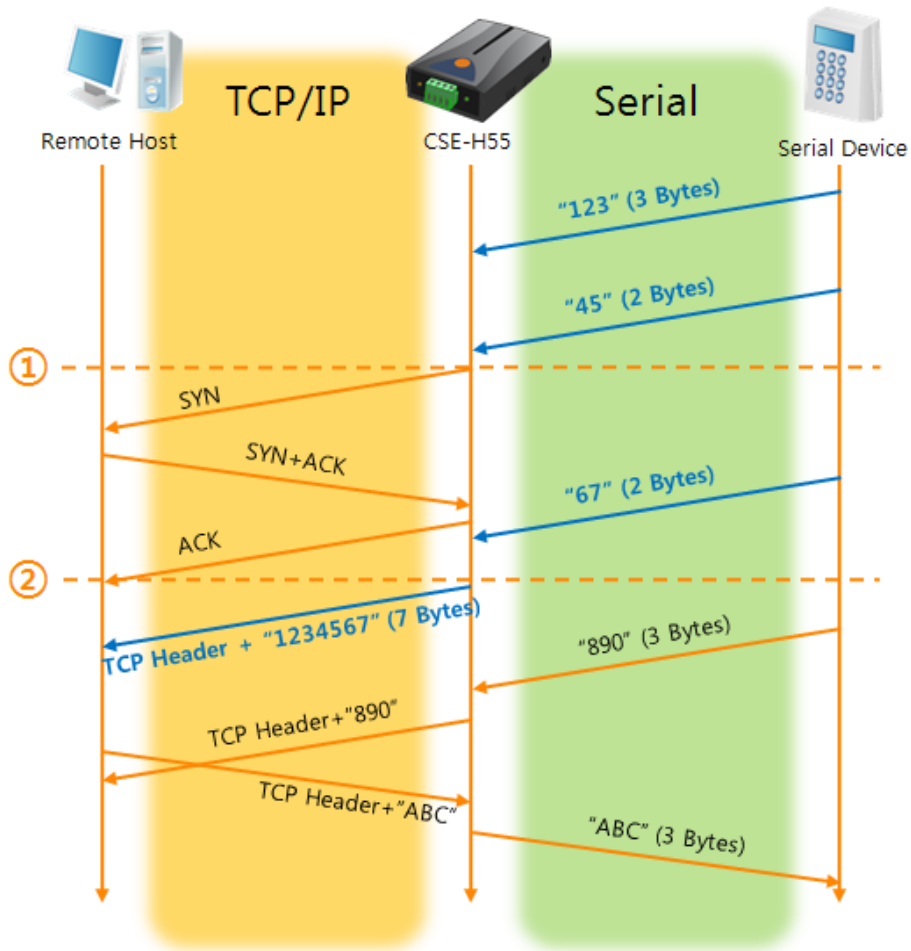 TCP/IP
Serial
Remote Host
CSE-H55
Serial Device
“123” (3 Bytes)
“45” (2 Bytes)
①
SYN
SYN+ACK
“67” (2 Bytes)
ACK
②
TCP Header + “1234567” (7 Bytes)
“890” (3 Bytes)
TCP Header+“890”
TCP Header+“ABC”
“ABC” (3 Bytes)